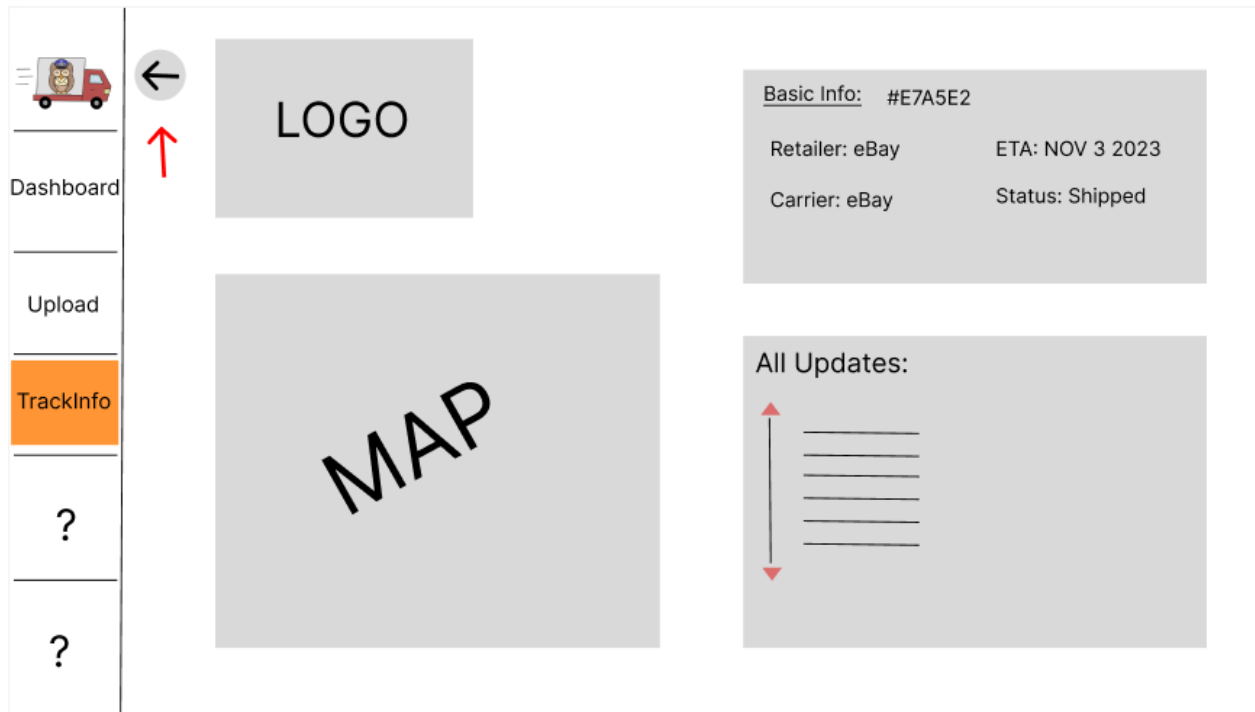 Dashboard
Upload
TrackInfo
?
?
LOGO
MAP
Basic Info: #E7A5E2
Retailer: eBay ETA: NOV 3 2023
Carrier: eBay Status: Shipped
All Updates: